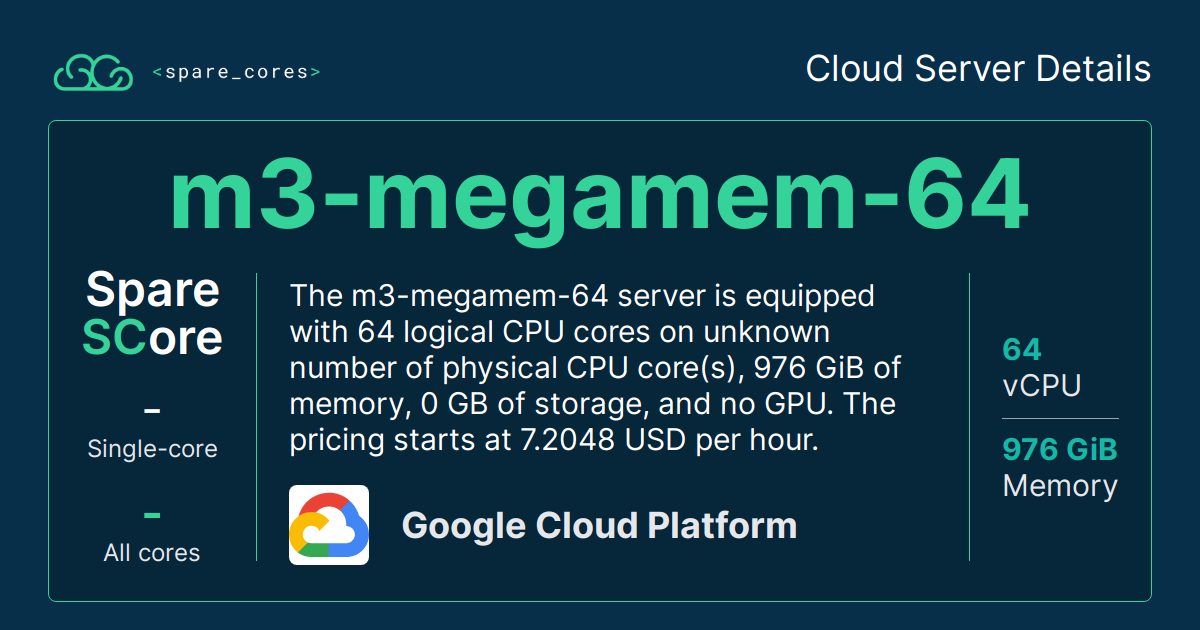 <spare_cores>
Cloud Server Details
m3-megamem-64
Spare
SCore
-
Single-core
-
All cores
The m3-megamem-64 server is equipped
with 64 logical CPU cores on unknown
number of physical CPU core(s), 976 GiB of
memory, 0 GB of storage, and no GPU. The
pricing starts at 7.2048 USD per hour.
Google Cloud Platform
64
vCPU
976 GiB
Memory